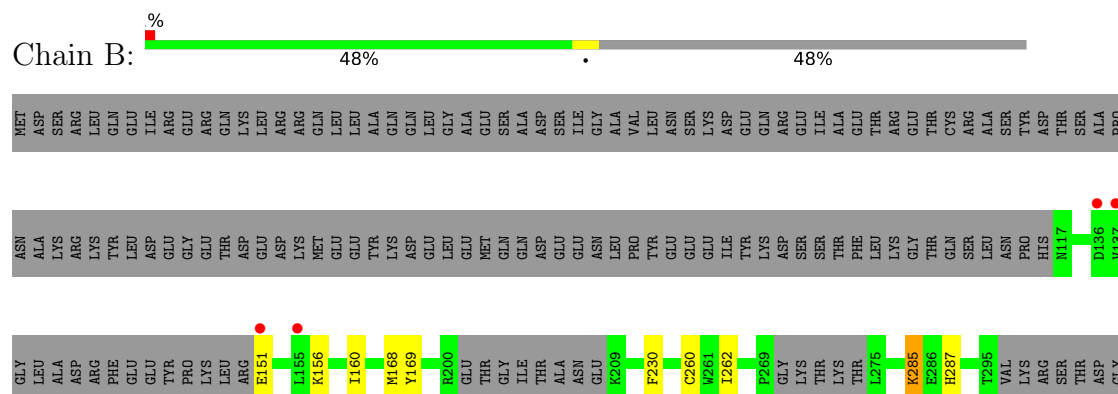 %
Chain B:
48% • 48%
MET ASP SER ARG LEU GLN GLU ILE ARG GLU ARG GLN LYS LEU ARG ARG GLN LEU LEU ALA GLN GLN LEU GLY ALA GLU SER ALA ASP SER ILE GLY ALA VAL LEU ASN SER LYS ASP GLU GLN ARG GLU ILE ALA GLU THR ARG GLU THR CYS ARG ALA SER TYR ASP THR SER ALA PRO
ASN ALA LYS ARG LYS TYR LEU ASP GLU GLY GLU THR ASP GLU ASP LYS MET GLU GLU TYR LYS ASP GLU LEU GLU MET GLN GLN ASP GLU GLU ASN LEU PRO TYR GLU GLU GLU ILE TYR LYS ASP SER SER THR PHE LEU LYS GLY THR GLN SER LEU ASN PRO HIS N117 D136 V137
GLY LEU ALA ASP ARG PHE GLU GLU TYR PRO LYS LEU ARG E151 L155 K156 I160 M168 Y169 R200 GLU THR GLY ILE THR ALA ASN GLU K209 F230 C260 W261 I262 P269 GLY LYS THR LYS THR L275 K285 E286 H287 T295 VAL LYS ARG SER THR ASP GLY